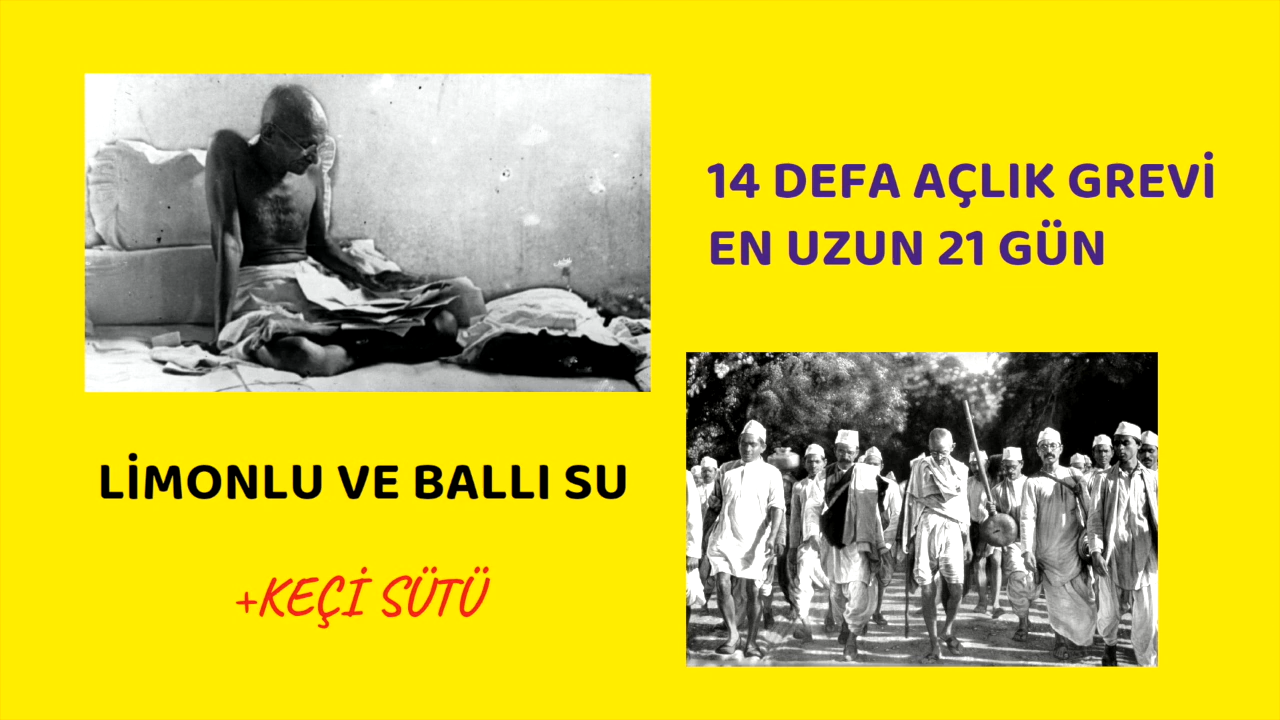 14 DEFA AÇLIK GREVİ
EN UZUN 21 GÜN
LİMONLU VE BALLI SU
+KEÇİ SÜTÜ